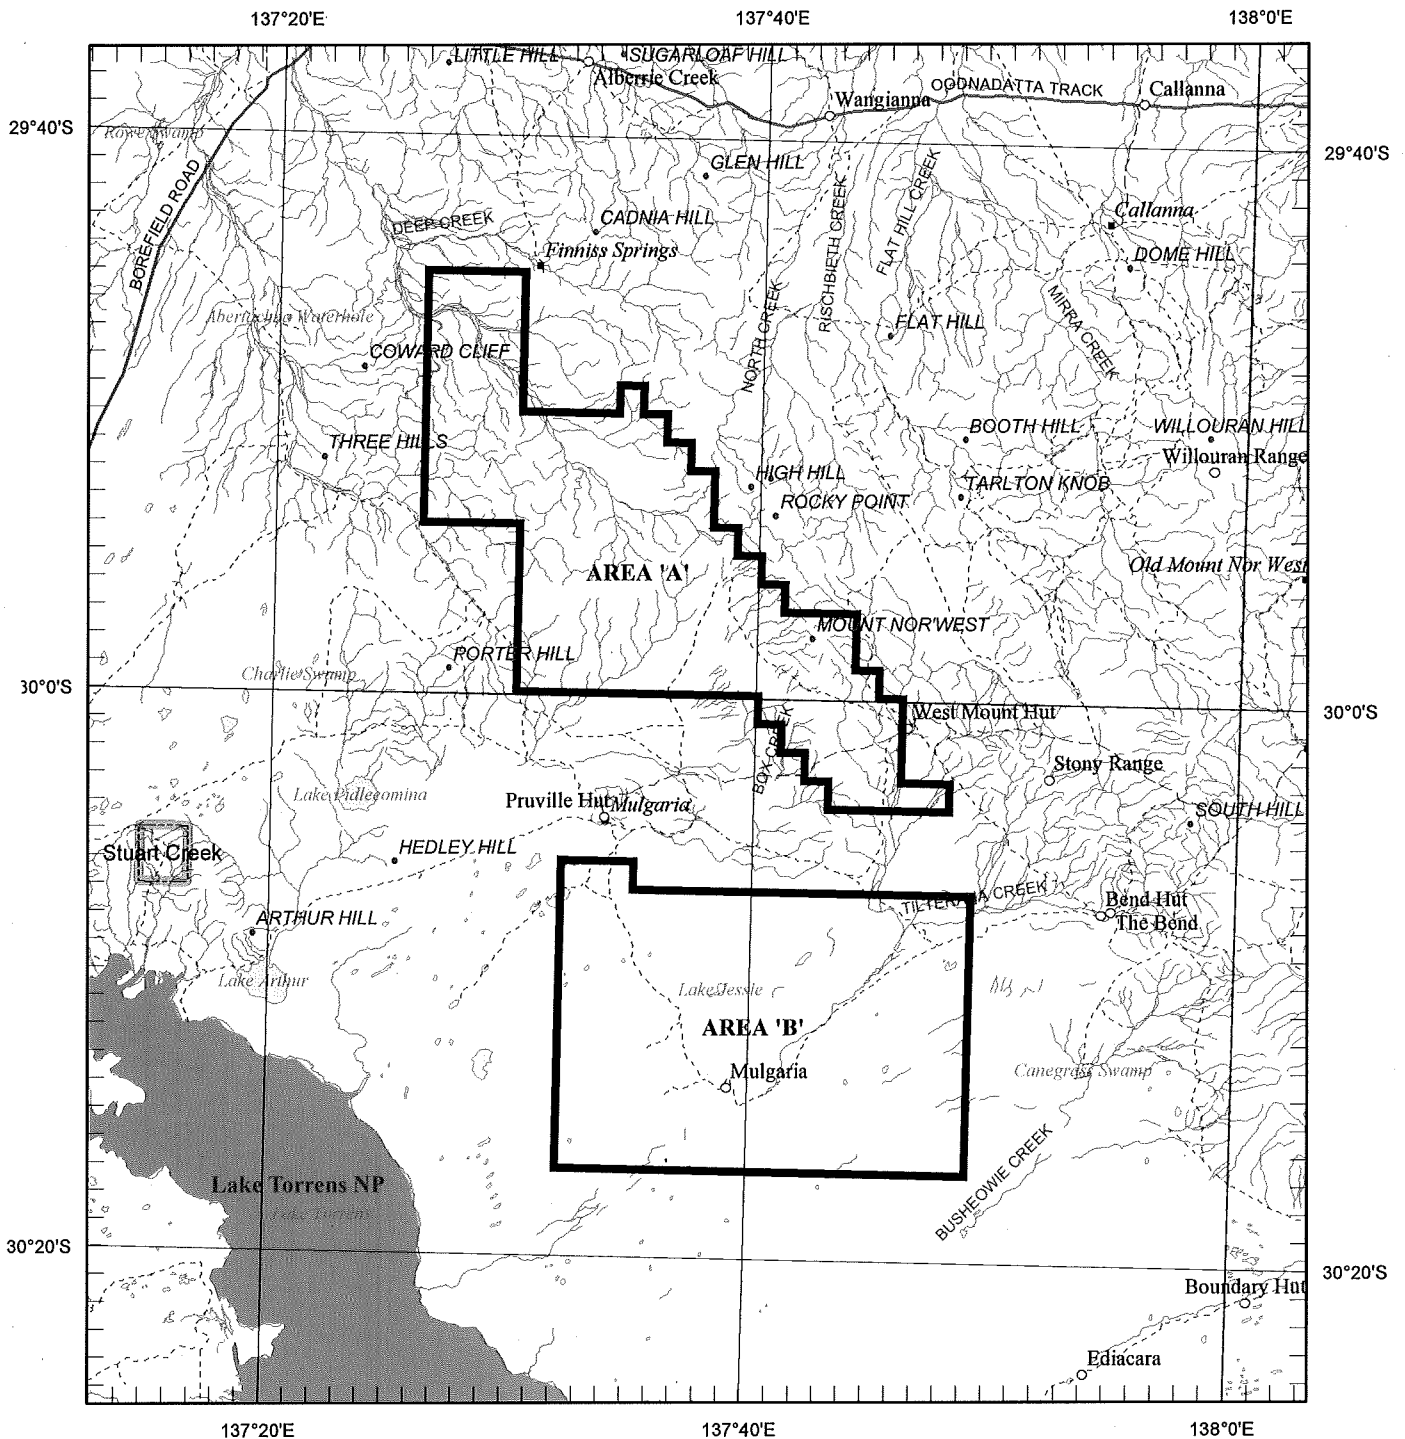 137°20'E 137°40'E 138°0'E
LITTLE HILL
SUGARLOAF HILL
Alberrie Creek
OODNADATTA TRACK
Callanna
Wangianna
29°40'S
29°40'S
GLEN HILL
BOREFIELD ROAD
RISCHBIETH CREEK
FLAT HILL CREEK
DEEP CREEK
CADNIA HILL
Callanna
Finniss Springs
DOME HILL
MIRRA CREEK
NORTH CREEK
FLAT HILL
COWARD CLIFF
THREE HILLS
BOOTH HILL
WILLOURAN HILL
Willouran Range
HIGH HILL
TARLTON KNOB
ROCKY POINT
Old Mount Nor West
AREA 'A'
MOUNT NOR'WEST
PORTER HILL
Charlie Swamp
30°0'S
30°0'S
West Mount Hut
BOX CREEK
Stony Range
Lake Pidlecomina
Pruville Hut
Mulgaria
SOUTH HILL
Stuart Creek
HEDLEY HILL
Bend Hut
The Bend
ARTHUR HILL
Lake Arthur
Lake Jessie
AREA 'B'
Mulgaria
Canegrass Swamp
BUSHEOWIE CREEK
Lake Torrens NP
Lake Torrens
30°20'S
30°20'S
Boundary Hut
Ediacara
137°20'E 137°40'E 138°0'E